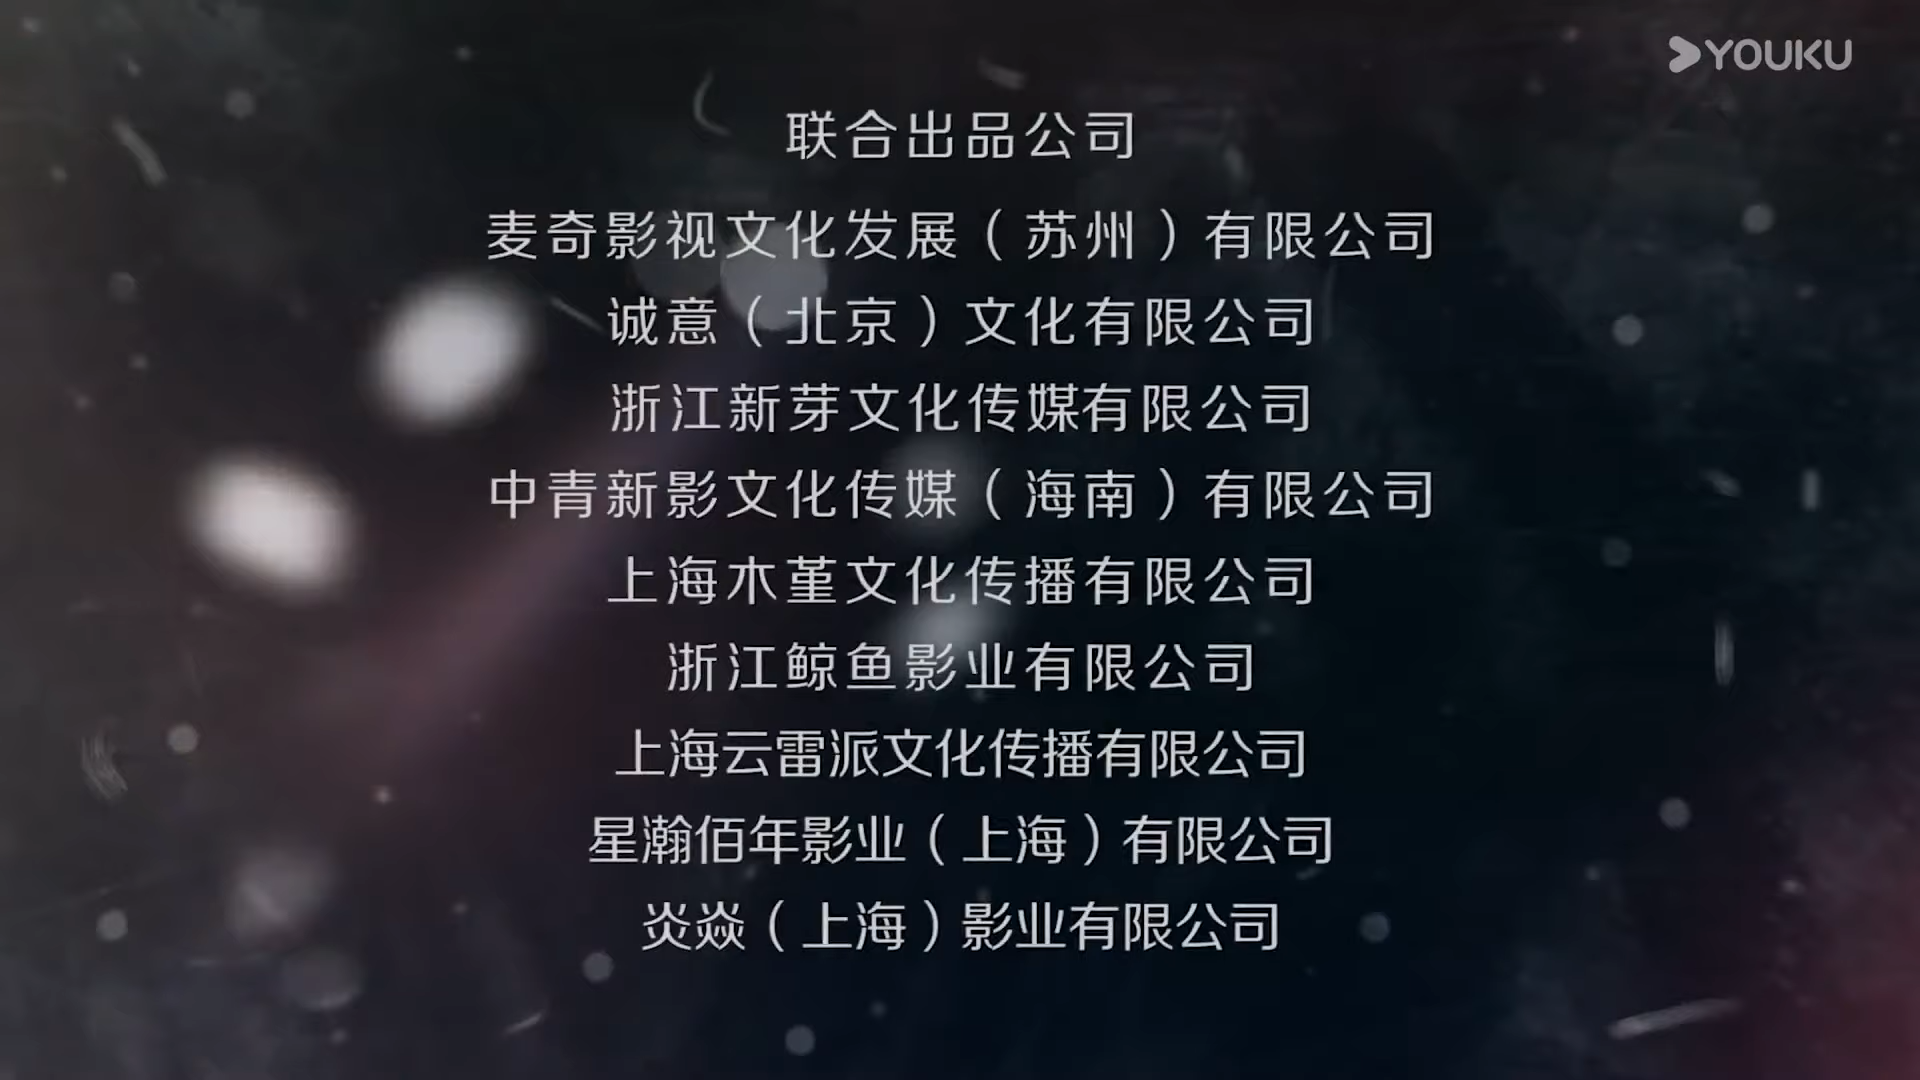 YOUKU
联合出品公司
麦奇影视文化发展（苏州）有限公司
诚意（北京）文化有限公司
浙江新芽文化传媒有限公司
中青新影文化传媒（海南）有限公司
上海木堇文化传播有限公司
浙江鲸鱼影业有限公司
上海云雷派文化传播有限公司
星瀚佰年影业（上海）有限公司
炎焱（上海）影业有限公司